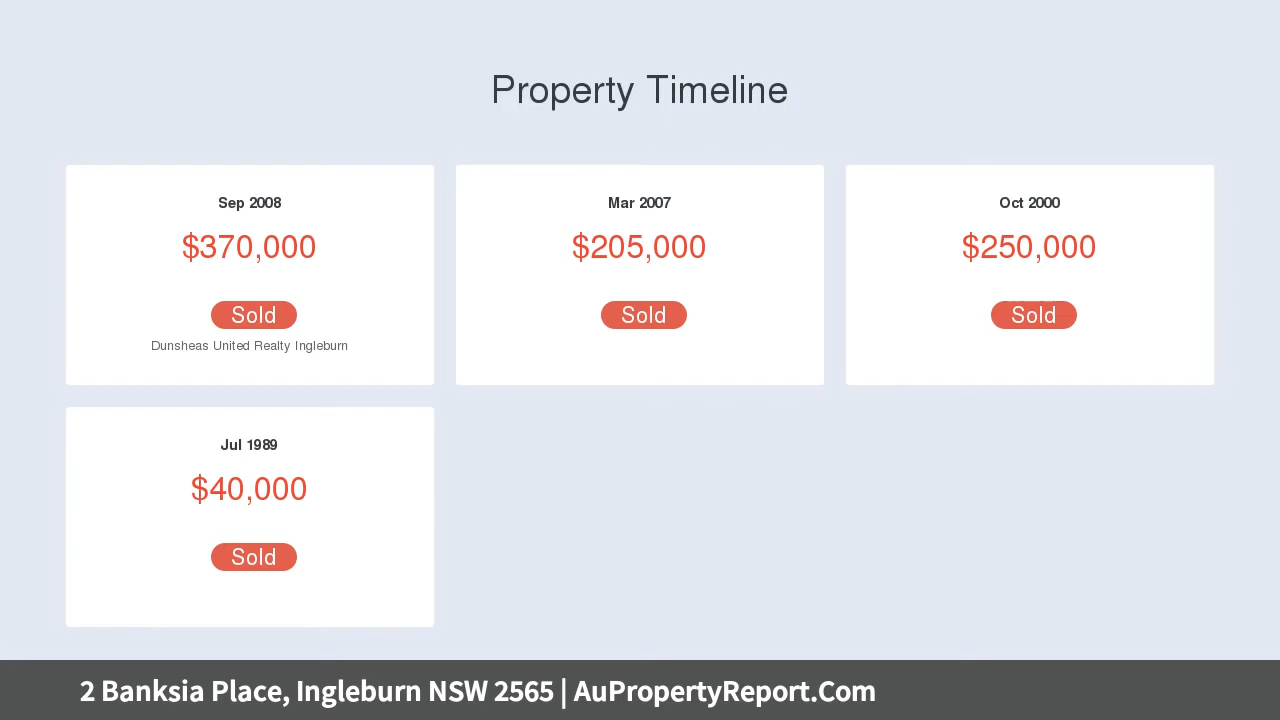 Property Timeline
Sep 2008
$370,000
Sold
Dunsheas United Realty Ingleburn
Mar 2007
$205,000
Sold
Oct 2000
$250,000
Sold
Jul 1989
$40,000
Sold
2 Banksia Place, Ingleburn NSW 2565 | AuPropertyReport.Com